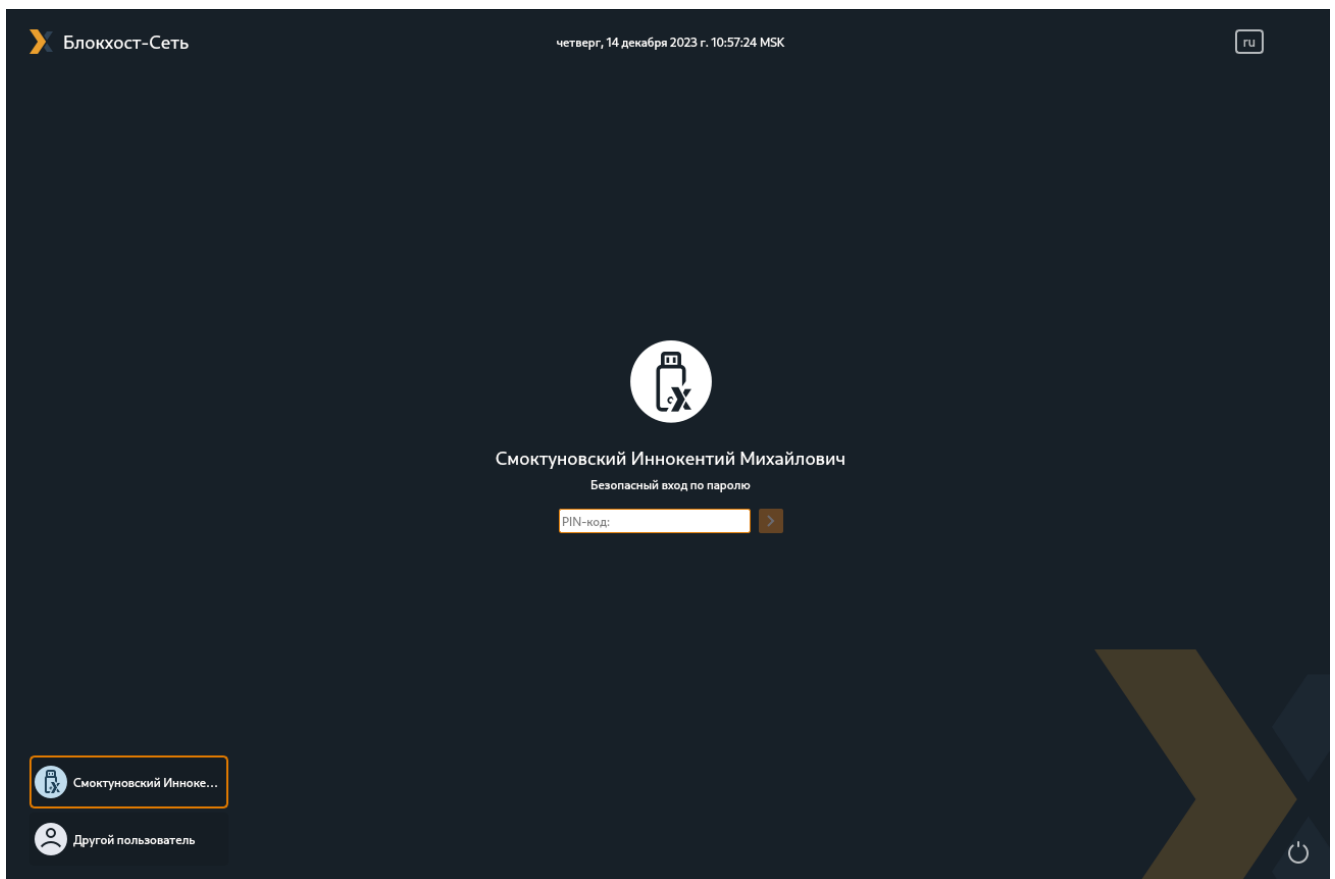 Блокхост-Сеть
четверг, 14 декабря 2023 г. 10:57:24 MSK
ru
Смоктуновский Иннокентий Михайлович
Безопасный вход по паролю
PIN-код:
Смоктуновский Инноке...
Другой пользователь